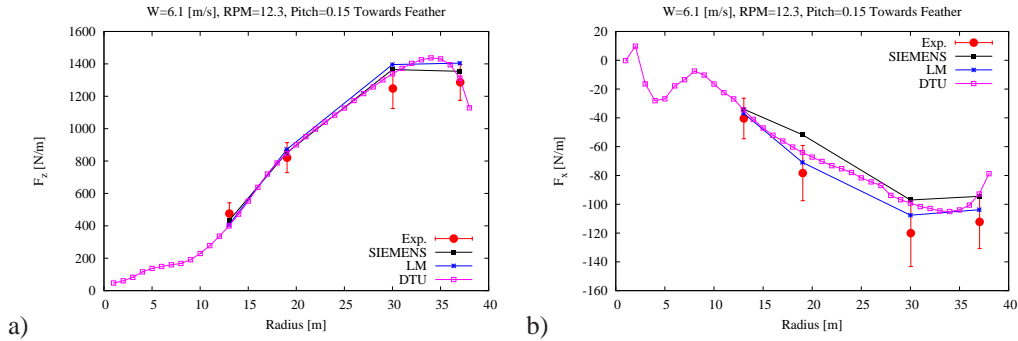 W=6.1 [m/s], RPM=12.3, Pitch=0.15 Towards Feather
1600
1400
1200
1000
800
600
400
200
0
F_z [N/m]
Exp.
SIEMENS
LM
DTU
0 5 10 15 20 25 30 35 40
Radius [m]
a)
W=6.1 [m/s], RPM=12.3, Pitch=0.15 Towards Feather
20
0
-20
-40
-60
-80
-100
-120
-140
-160
F_x [N/m]
Exp.
SIEMENS
LM
DTU
0 5 10 15 20 25 30 35 40
Radius [m]
b)